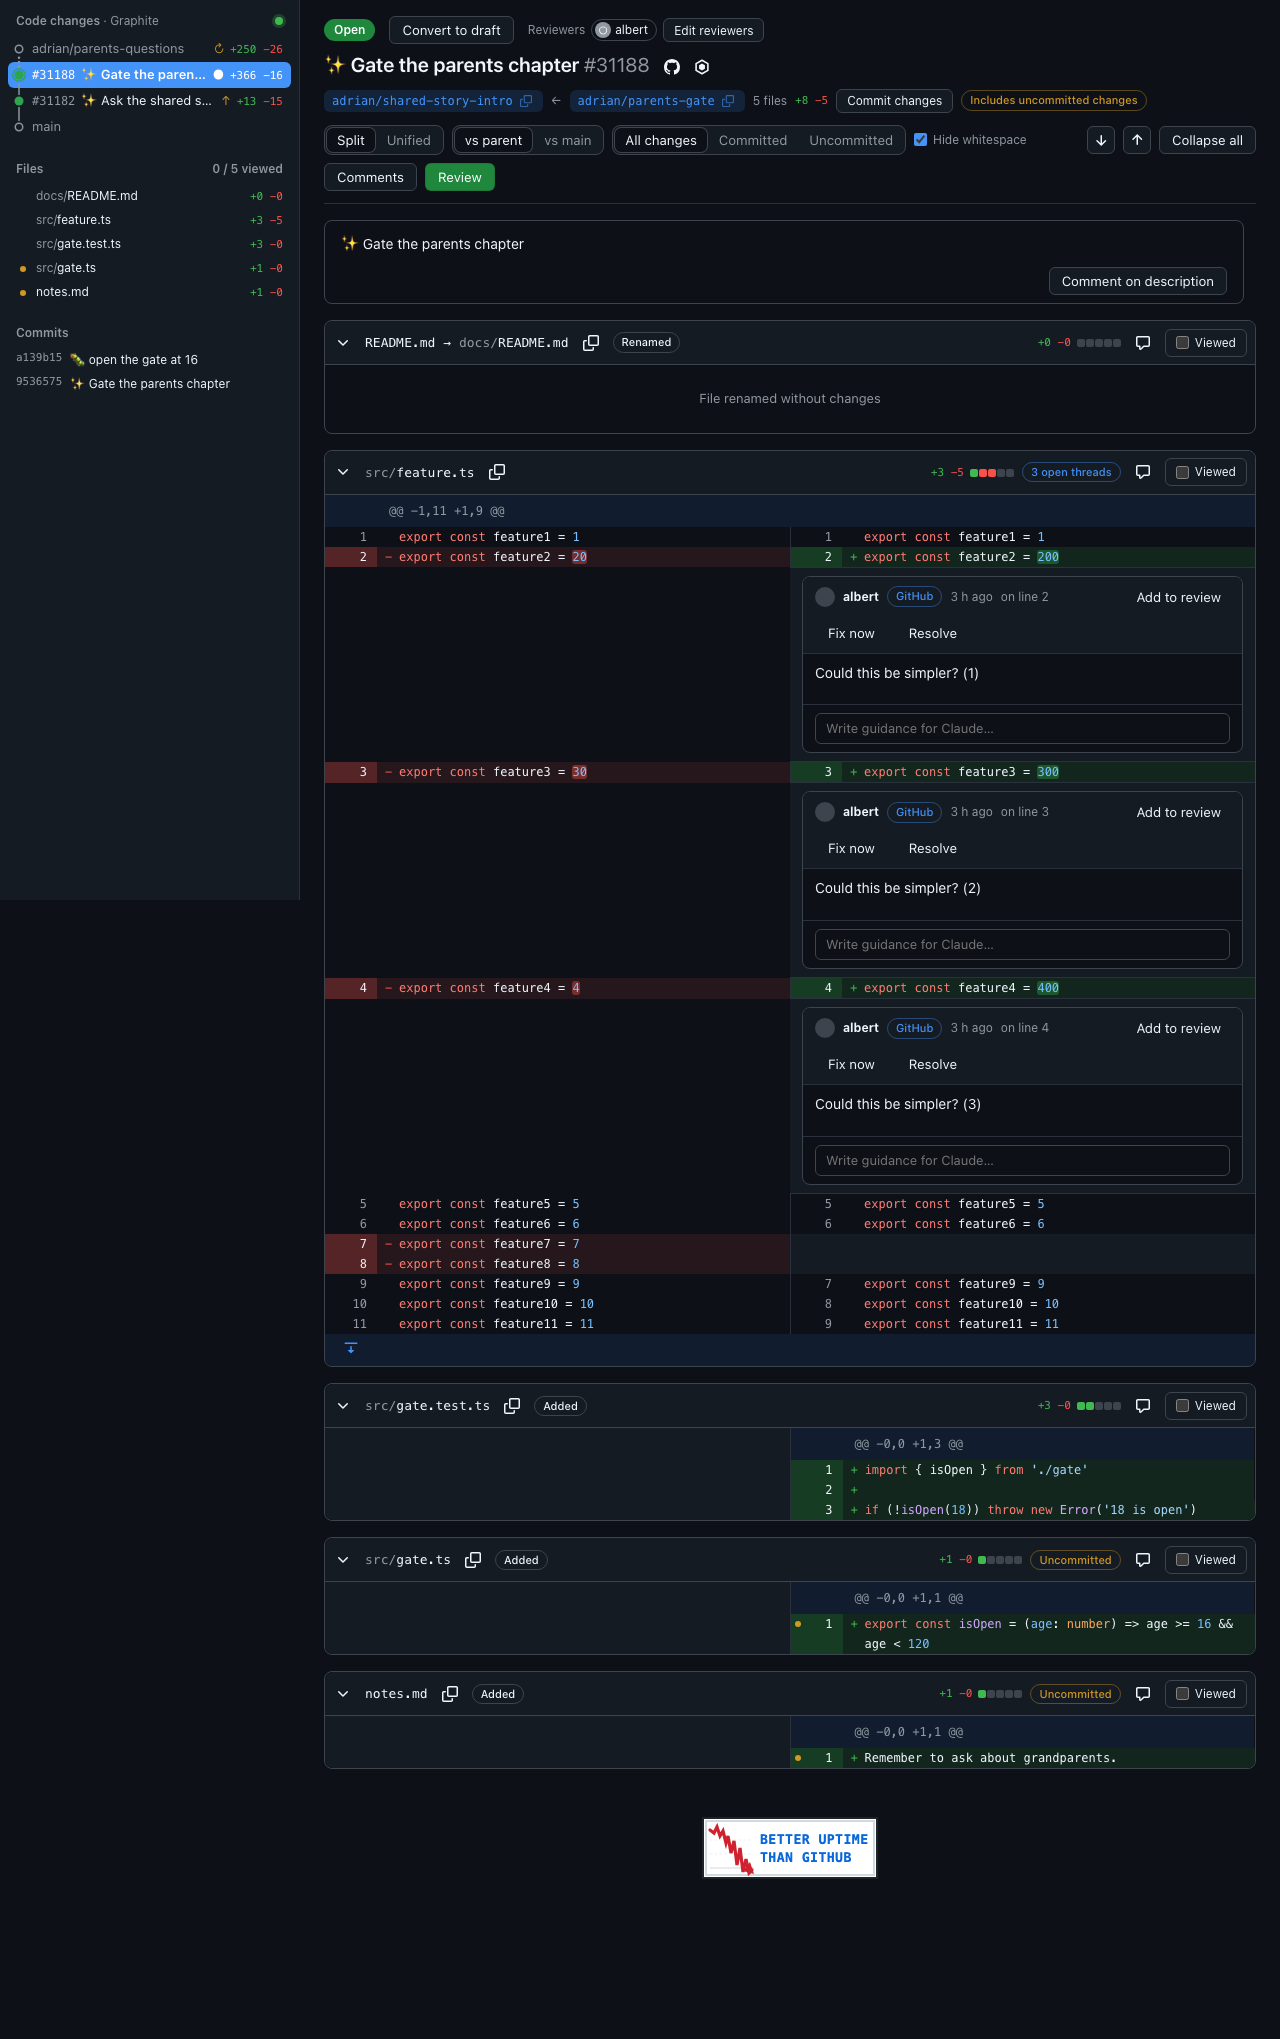 Code changes · Graphite
adrian/parents-questions +250 −26
#31188 ✨ Gate the paren... +366 −16
#31182 ✨ Ask the shared s... ↑ +13 −15
main
Files 0 / 5 viewed
docs/README.md +0 −0
src/feature.ts +3 −5
src/gate.test.ts +3 −0
src/gate.ts +1 −0
notes.md +1 −0
Commits
a139b15 🍾 open the gate at 16
9536575 ✨ Gate the parents chapter
Open Convert to draft Reviewers albert Edit reviewers
✨ Gate the parents chapter #31188
adrian/shared-story-intro ← adrian/parents-gate 5 files +8 −5 Commit changes Includes uncommitted changes
Split Unified vs parent vs main All changes Committed Uncommitted Hide whitespace ↓ ↑ Collapse all
Comments Review
✨ Gate the parents chapter
Comment on description
README.md → docs/README.md Renamed +0 −0 Viewed
File renamed without changes
src/feature.ts +3 −5 3 open threads Viewed
@@ −1,11 +1,9 @@
1 export const feature1 = 1 1 export const feature1 = 1
2 − export const feature2 = 20 2 + export const feature2 = 200
albert GitHub 3 h ago on line 2 Add to review
Fix now Resolve
Could this be simpler? (1)
Write guidance for Claude...
3 − export const feature3 = 30 3 + export const feature3 = 300
albert GitHub 3 h ago on line 3 Add to review
Fix now Resolve
Could this be simpler? (2)
Write guidance for Claude...
4 − export const feature4 = 4 4 + export const feature4 = 400
albert GitHub 3 h ago on line 4 Add to review
Fix now Resolve
Could this be simpler? (3)
Write guidance for Claude...
5 export const feature5 = 5 5 export const feature5 = 5
6 export const feature6 = 6 6 export const feature6 = 6
7 − export const feature7 = 7
8 − export const feature8 = 8
9 export const feature9 = 9 7 export const feature9 = 9
10 export const feature10 = 10 8 export const feature10 = 10
11 export const feature11 = 11 9 export const feature11 = 11
src/gate.test.ts Added +3 −0 Viewed
@@ −0,0 +1,3 @@
1 + import { isOpen } from './gate'
2 +
3 + if (!isOpen(18)) throw new Error('18 is open')
src/gate.ts Added +1 −0 Uncommitted Viewed
@@ −0,0 +1,1 @@
1 + export const isOpen = (age: number) => age >= 16 &&
age < 120
notes.md Added +1 −0 Uncommitted Viewed
@@ −0,0 +1,1 @@
1 + Remember to ask about grandparents.
BETTER UPTIME
THAN GITHUB